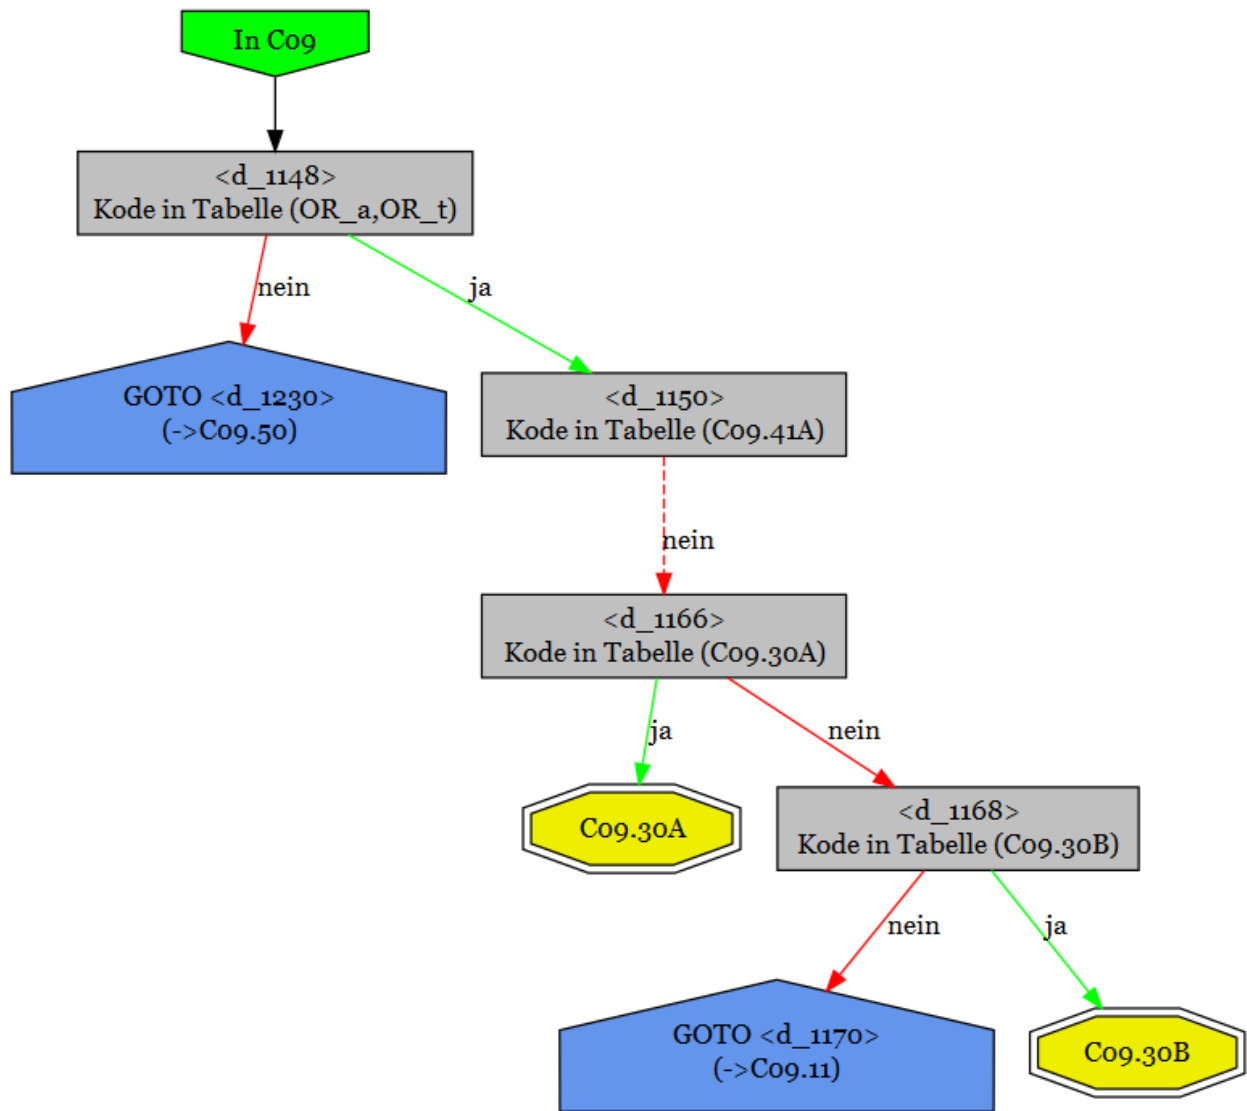 In C09
<d_1148>
Kode in Tabelle (OR_a,OR_t)
nein
ja
GOTO <d_1230>
(->C09.50)
<d_1150>
Kode in Tabelle (C09.41A)
nein
<d_1166>
Kode in Tabelle (C09.30A)
ja
nein
C09.30A
<d_1168>
Kode in Tabelle (C09.30B)
nein
ja
GOTO <d_1170>
(->C09.11)
C09.30B